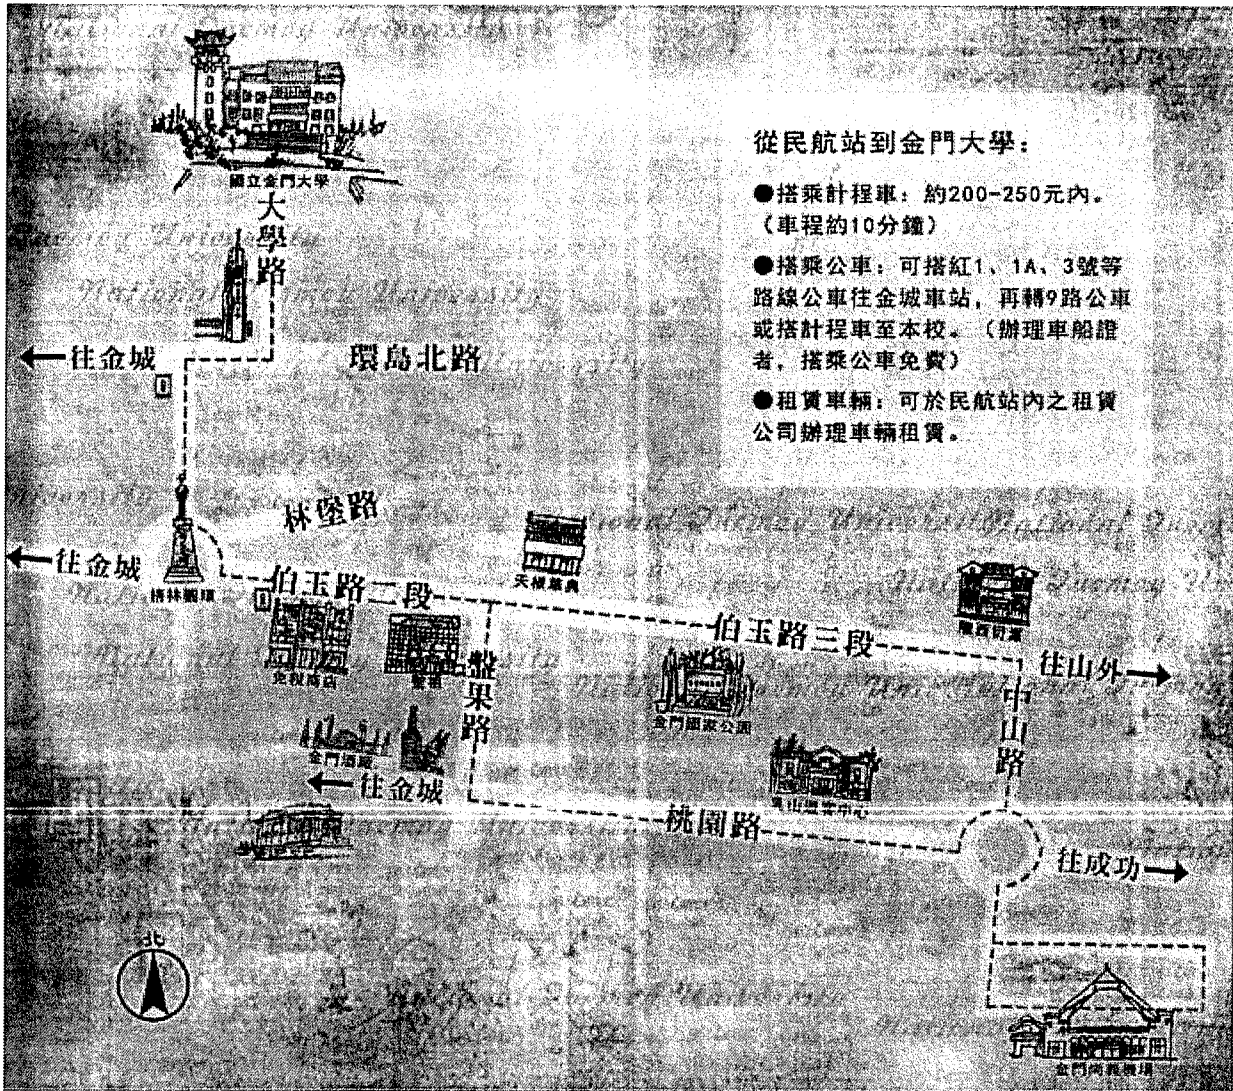 從民航站到金門大學：
●搭乘計程車：約200-250元內。
（車程約10分鐘）
●搭乘公車：可搭紅1、1A、3號等
路線公車往金城車站，再轉9路公車
或搭計程車至本校。（辦理車船證
者，搭乘公車免費）
●租賃車輛：可於民航站內之租賃
公司辦理車輛租賃。
國立金門大學
大學路
往金城
環島北路
林堡路
往金城
伯玉路二段
天極華典
免稅商店
盤果路
伯玉路三段
往山外
金門國家公園
中山路
金門酒廠
往金城
桃園路
往成功
北
金門尚義機場